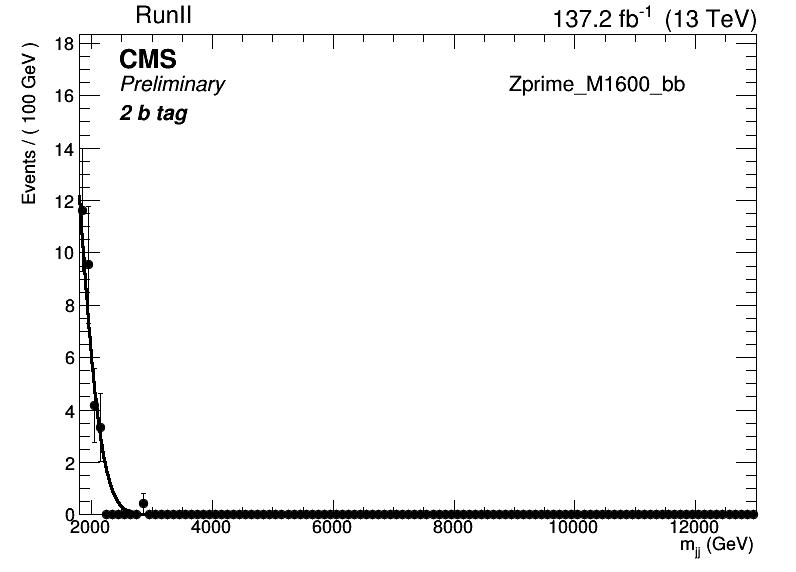 RunII
137.2 fb-1 (13 TeV)
CMS
Preliminary
2 b tag
Zprime_M1600_bb
Events / ( 100 GeV )
18
16
14
12
10
8
6
4
2
0
2000 4000 6000 8000 10000 12000
mjj (GeV)